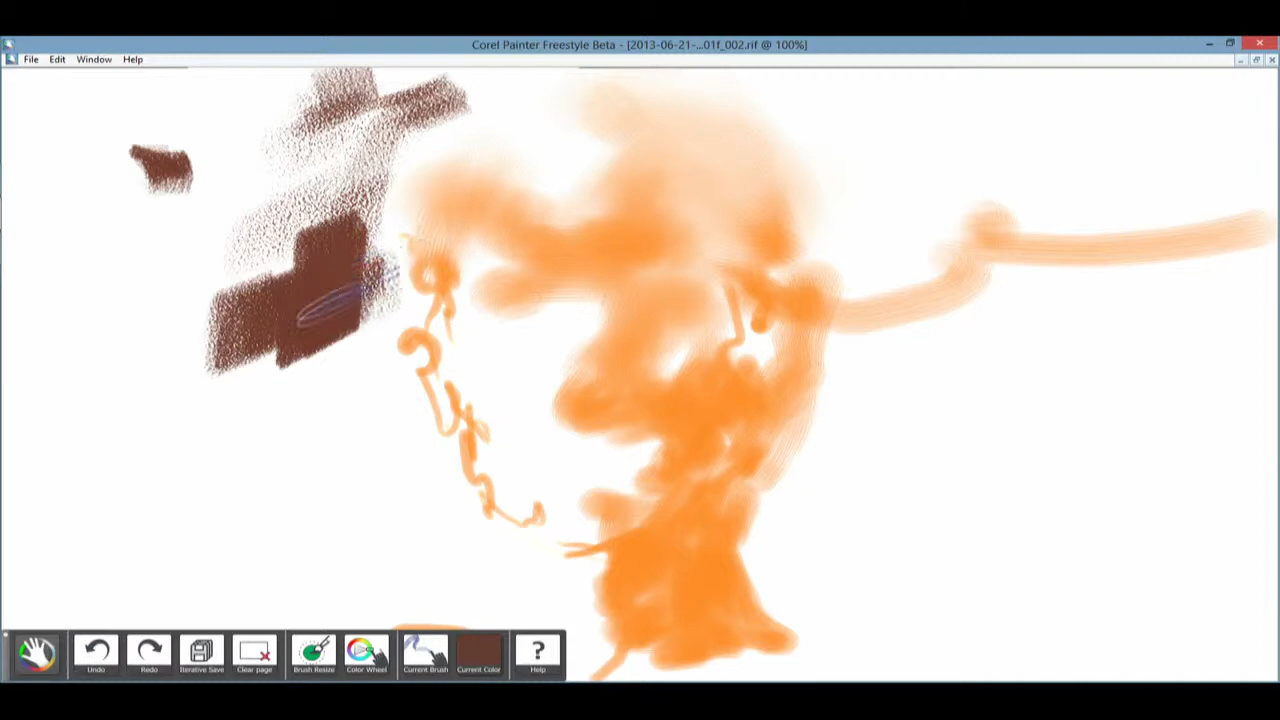 Corel Painter Freestyle Beta - [2013-06-21-...01f_002.rif @ 100%]
File Edit Window Help
Undo Redo Iterative Save Clear page Brush Resize Color Wheel Current Brush Current Color ? Help